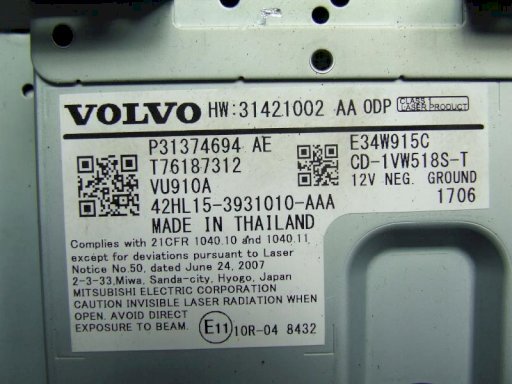 VOLVO HW:31421002 AA ODP CLASS 1 LASER PRODUCT
P31374694 AE E34W915C
T76187312 CD-1VW518S-T
VU910A 12V NEG. GROUND
42HL15-3931010-AAA 1706
MADE IN THAILAND
Complies with 21CFR 1040.10 and 1040.11
except for deviations pursuant to Laser
Notice No.50, dated June 24, 2007
2-3-33,Miwa, Sanda-city, Hyogo, Japan
MITSUBISHI ELECTRIC CORPORATION
CAUTION INVISIBLE LASER RADIATION WHEN
OPEN. AVOID DIRECT
EXPOSURE TO BEAM. E11 10R-04 8432